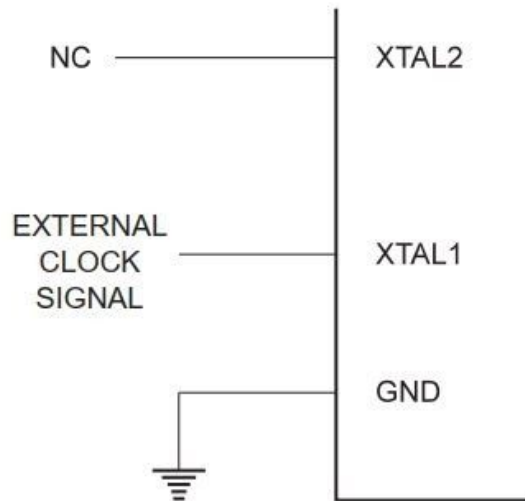 NC
XTAL2
EXTERNAL
CLOCK
SIGNAL
XTAL1
GND